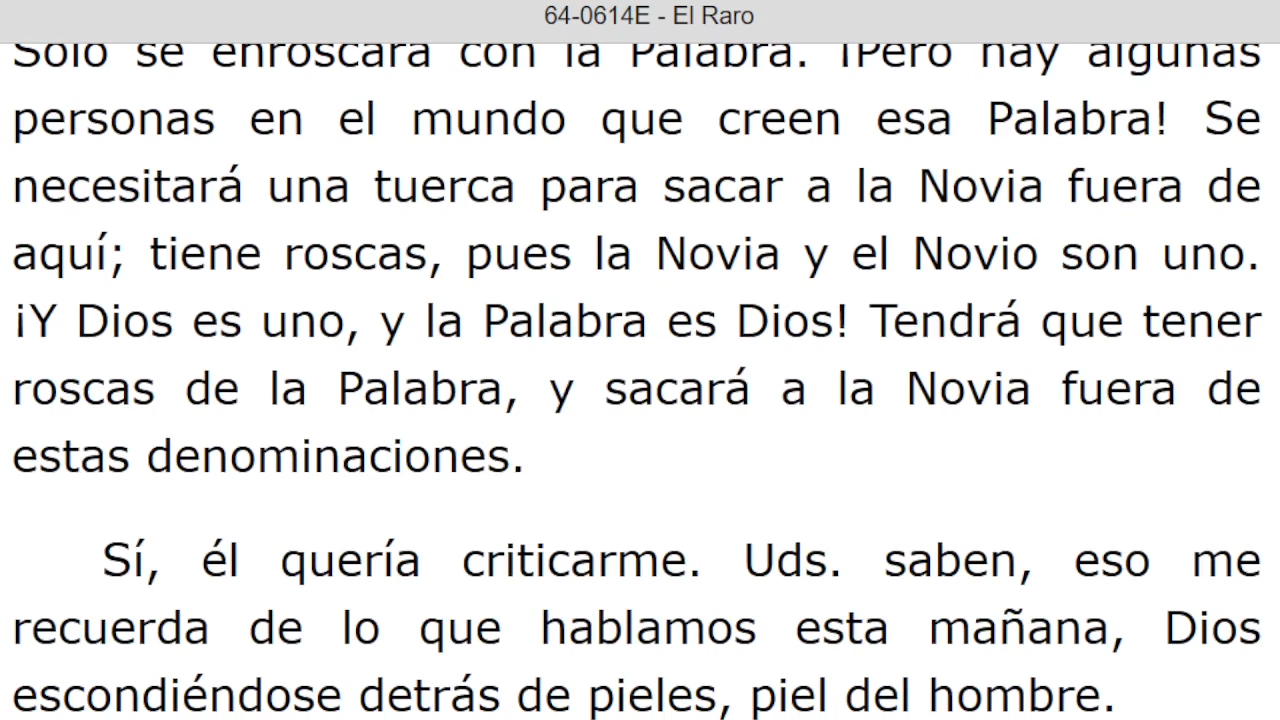 64-0614E - El Raro
Sólo se enroscará con la Palabra. ¡Pero hay algunas
personas en el mundo que creen esa Palabra! Se
necesitará una tuerca para sacar a la Novia fuera de
aquí; tiene roscas, pues la Novia y el Novio son uno.
¡Y Dios es uno, y la Palabra es Dios! Tendrá que tener
roscas de la Palabra, y sacará a la Novia fuera de
estas denominaciones.
Sí, él quería criticarme. Uds. saben, eso me
recuerda de lo que hablamos esta mañana, Dios
escondiéndose detrás de pieles, piel del hombre.